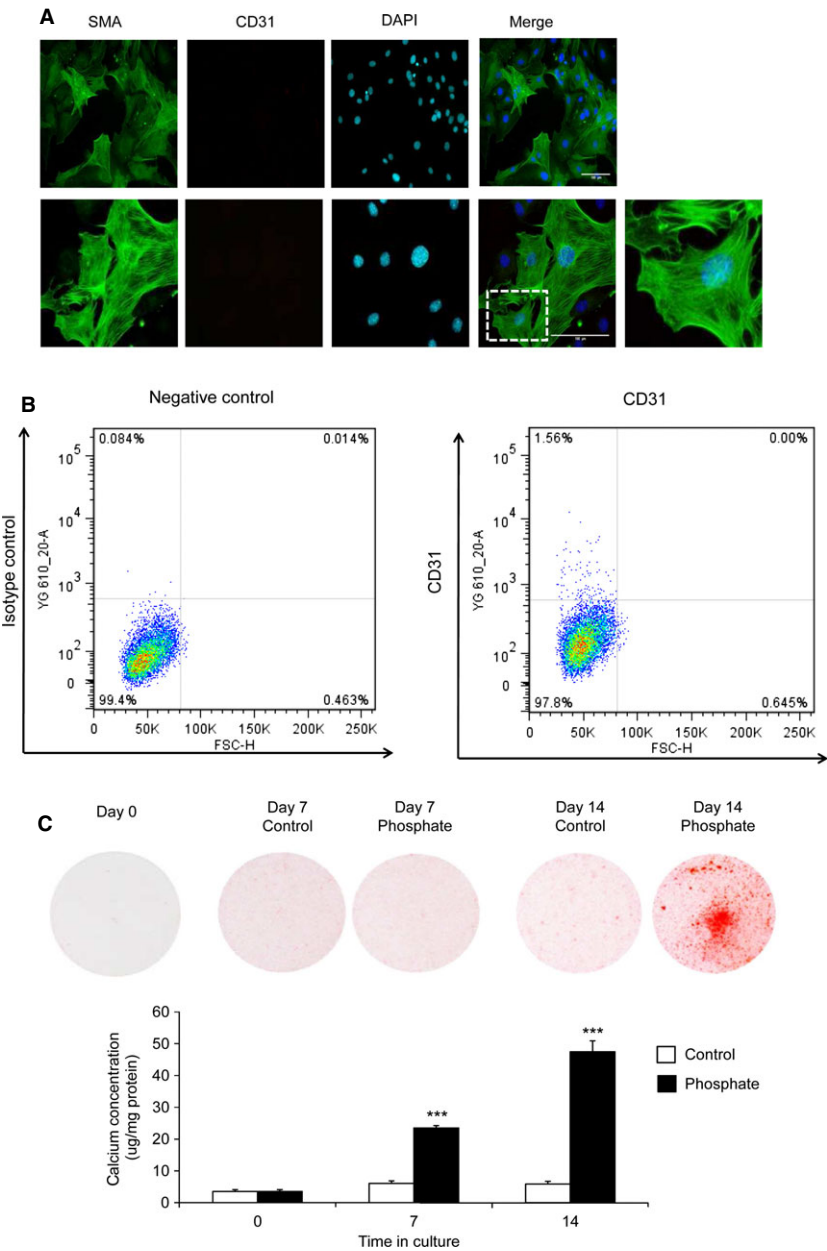 A
SMA CD31 DAPI Merge
B
Negative control
CD31
Isotype control
YG 610_20-A
0.084% 0.014%
10^5
10^4
10^3
10^2
0
99.4% 0.463%
0 50K 100K 150K 200K 250K
FSC-H
CD31
YG 610_20-A
1.56% 0.00%
10^5
10^4
10^3
10^2
0
97.8% 0.645%
0 50K 100K 150K 200K 250K
FSC-H
C
Day 0
Day 7
Control
Day 7
Phosphate
Day 14
Control
Day 14
Phosphate
Calcium concentration
(ug/mg protein)
60
50
40
30
20
10
0
***
***
Control
Phosphate
0 7 14
Time in culture